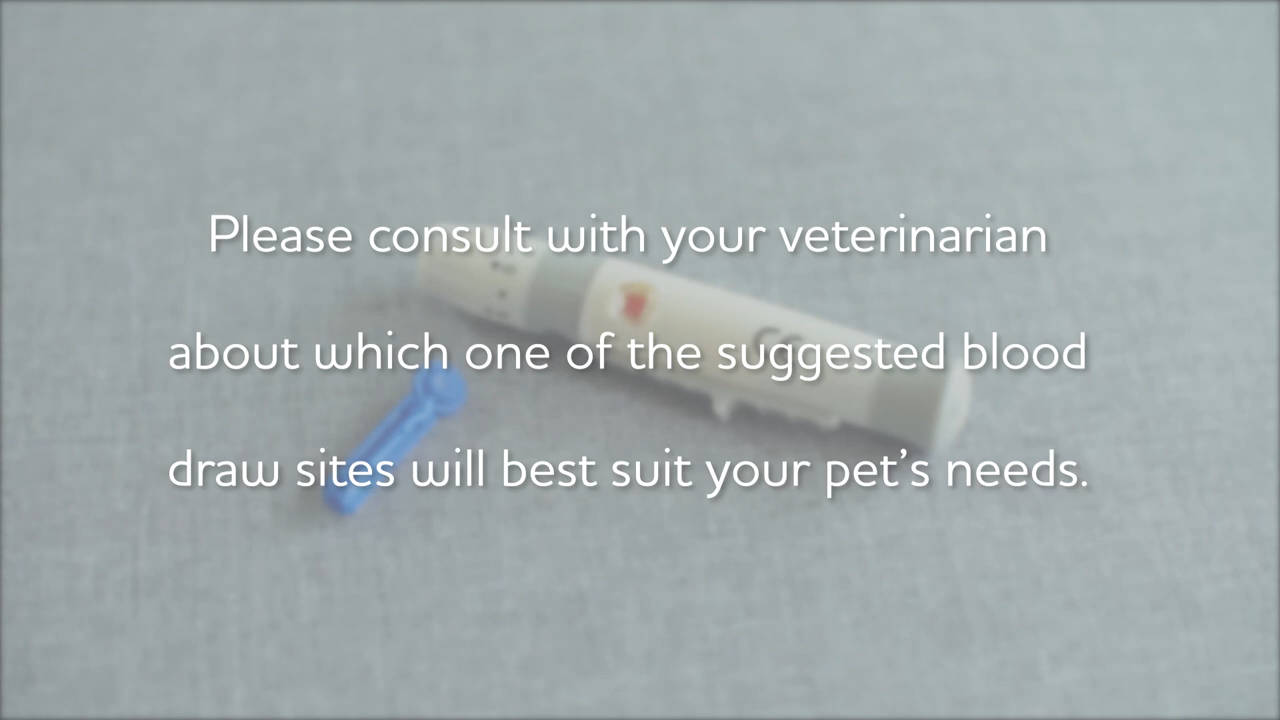 Please consult with your veterinarian
about which one of the suggested blood
draw sites will best suit your pet’s needs.